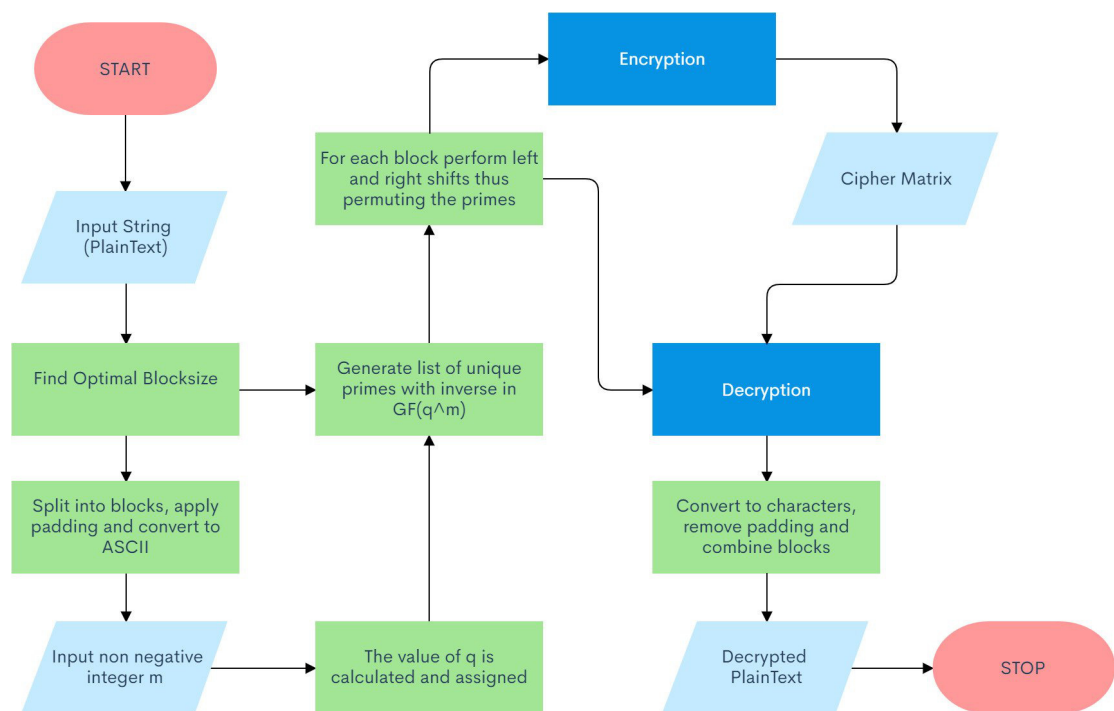 START
Input String
(PlainText)
Find Optimal Blocksize
Split into blocks, apply
padding and convert to
ASCII
Input non negative
integer m
The value of q is
calculated and assigned
Generate list of unique
primes with inverse in
GF(q^m)
For each block perform left
and right shifts thus
permuting the primes
Encryption
Cipher Matrix
Decryption
Convert to characters,
remove padding and
combine blocks
Decrypted
PlainText
STOP